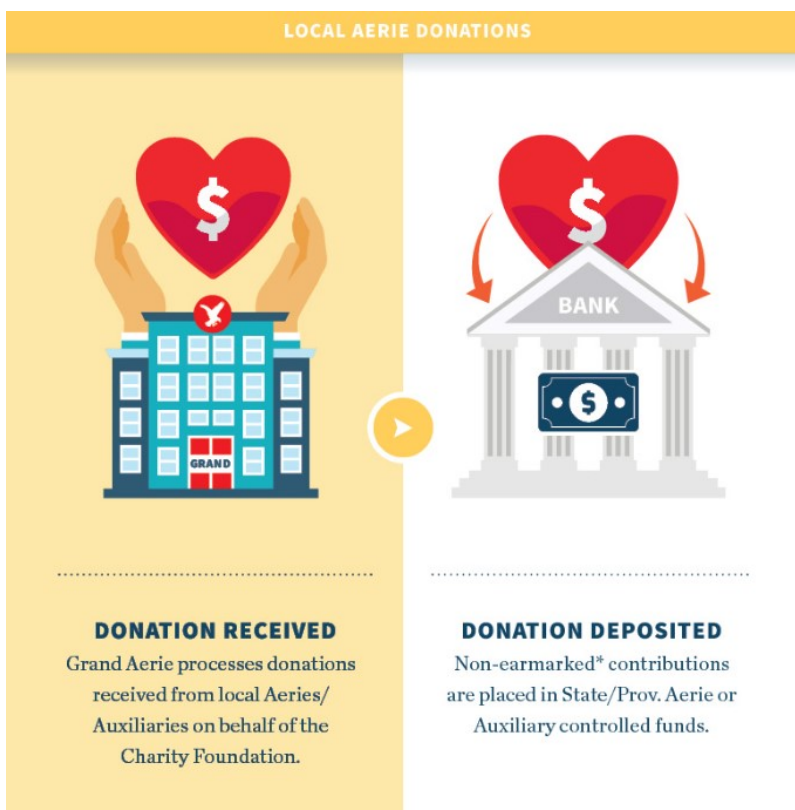 LOCAL AERIE DONATIONS
$
GRAND
DONATION RECEIVED
Grand Aerie processes donations
received from local Aeries/
Auxiliaries on behalf of the
Charity Foundation.
$
BANK
$
DONATION DEPOSITED
Non-earmarked* contributions
are placed in State/Prov. Aerie or
Auxiliary controlled funds.